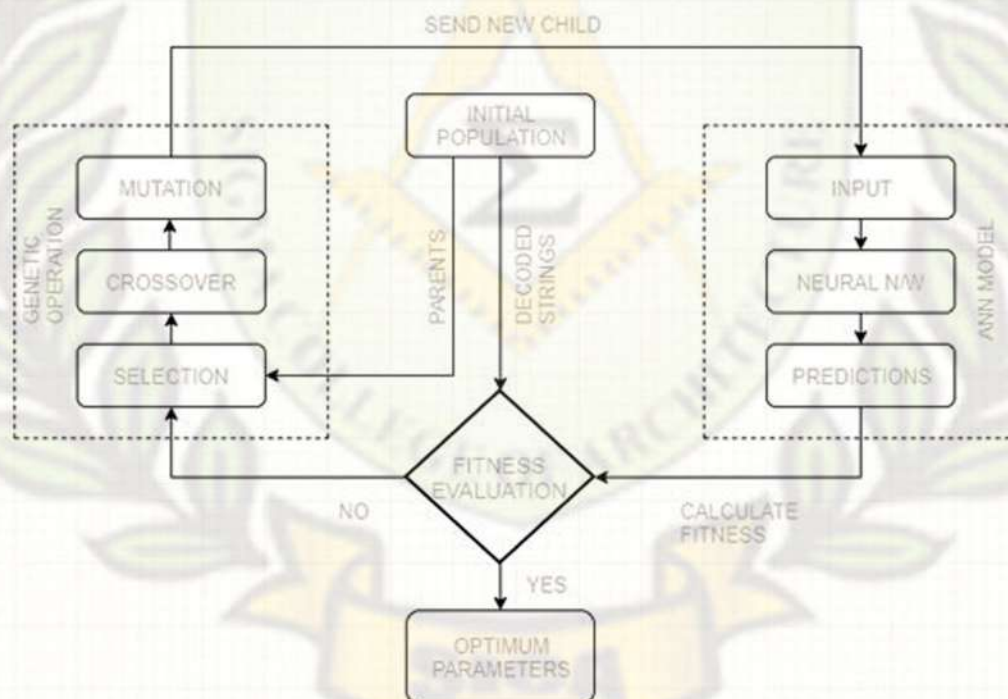 SEND NEW CHILD
INITIAL
POPULATION
MUTATION
INPUT
GENETIC
OPERATION
CROSSOVER
PARENTS
DECODED
STRINGS
NEURAL N/W
ANN MODEL
SELECTION
PREDICTIONS
FITNESS
EVALUATION
NO
CALCULATE
FITNESS
YES
OPTIMUM
PARAMETERS